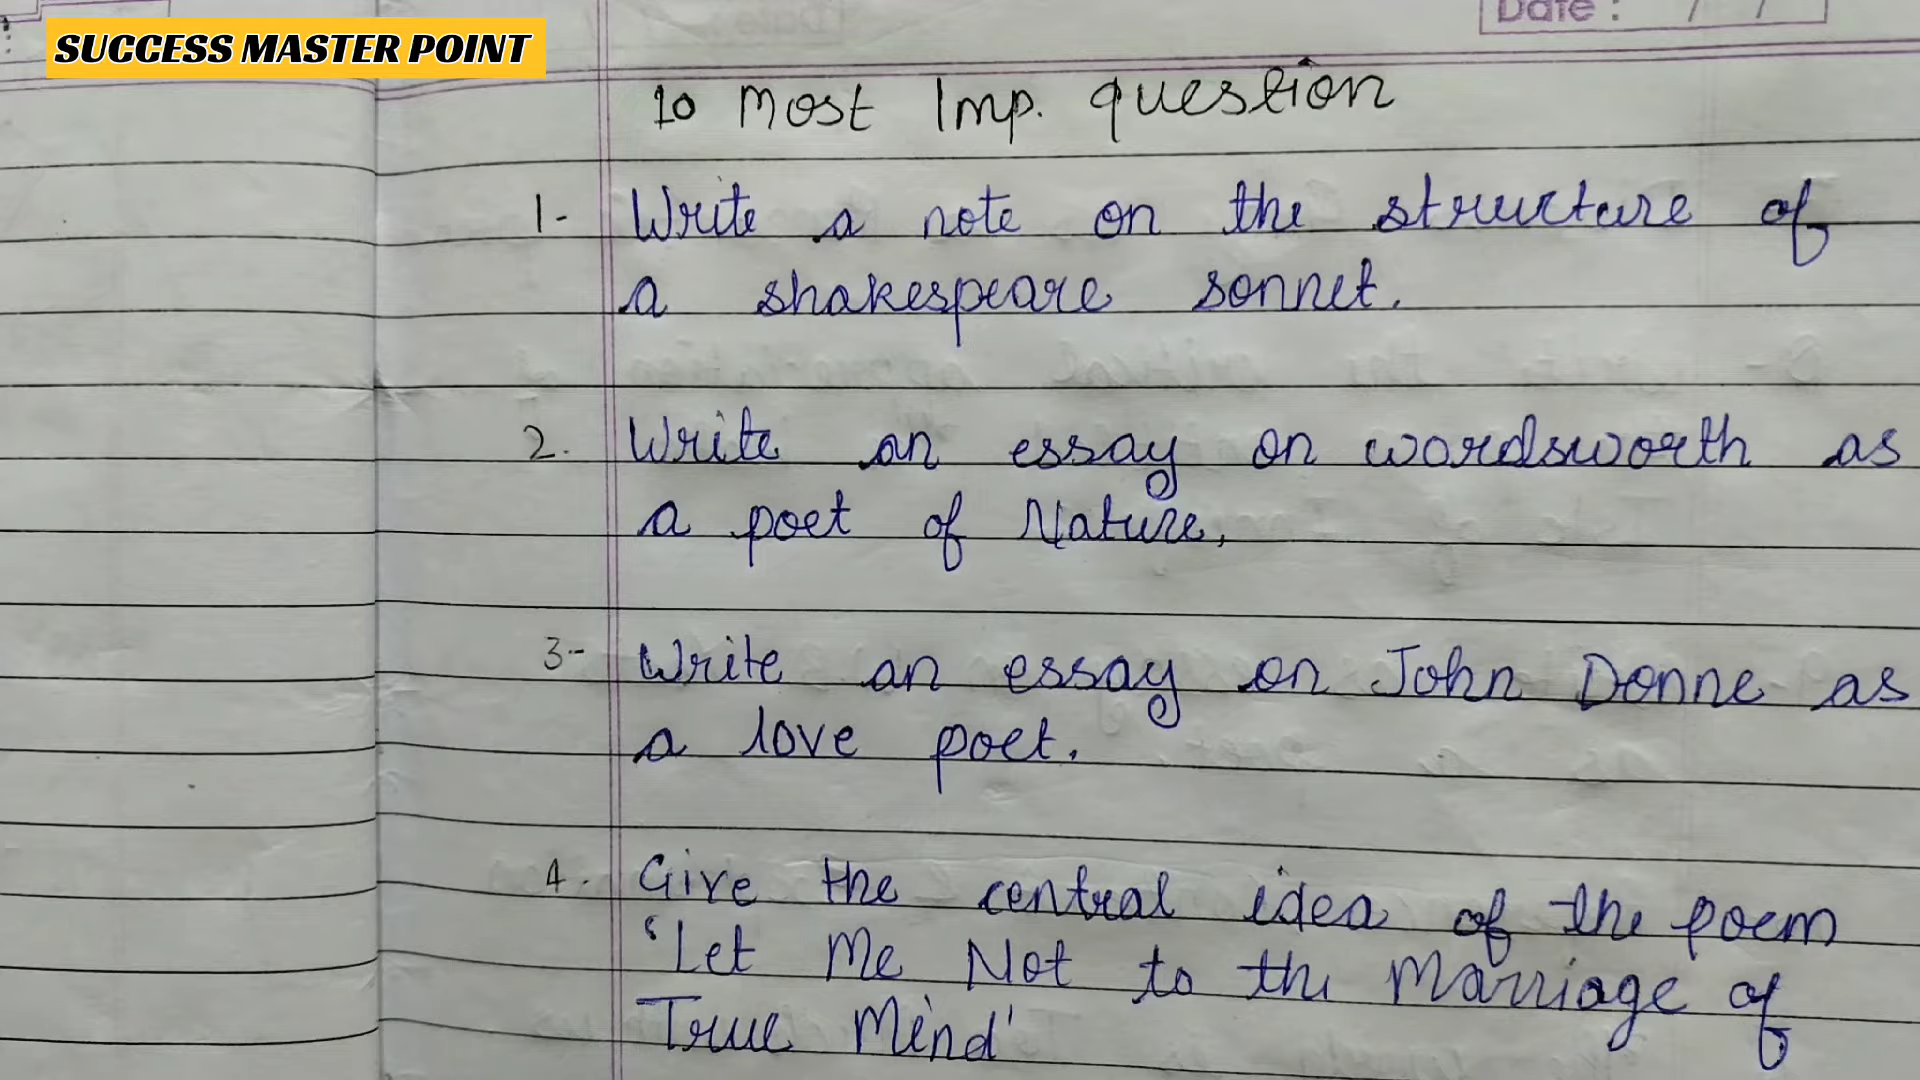 SUCCESS MASTER POINT
Date : / /
10 Most Imp. question
1- Write a note on the structure of
a shakespeare sonnet.
2. Write an essay on wordsworth as
a poet of Nature,
3- Write an essay on John Donne as
a love poet.
4. Give the central idea of the poem
'Let Me Not to the Marriage of
True Mind'